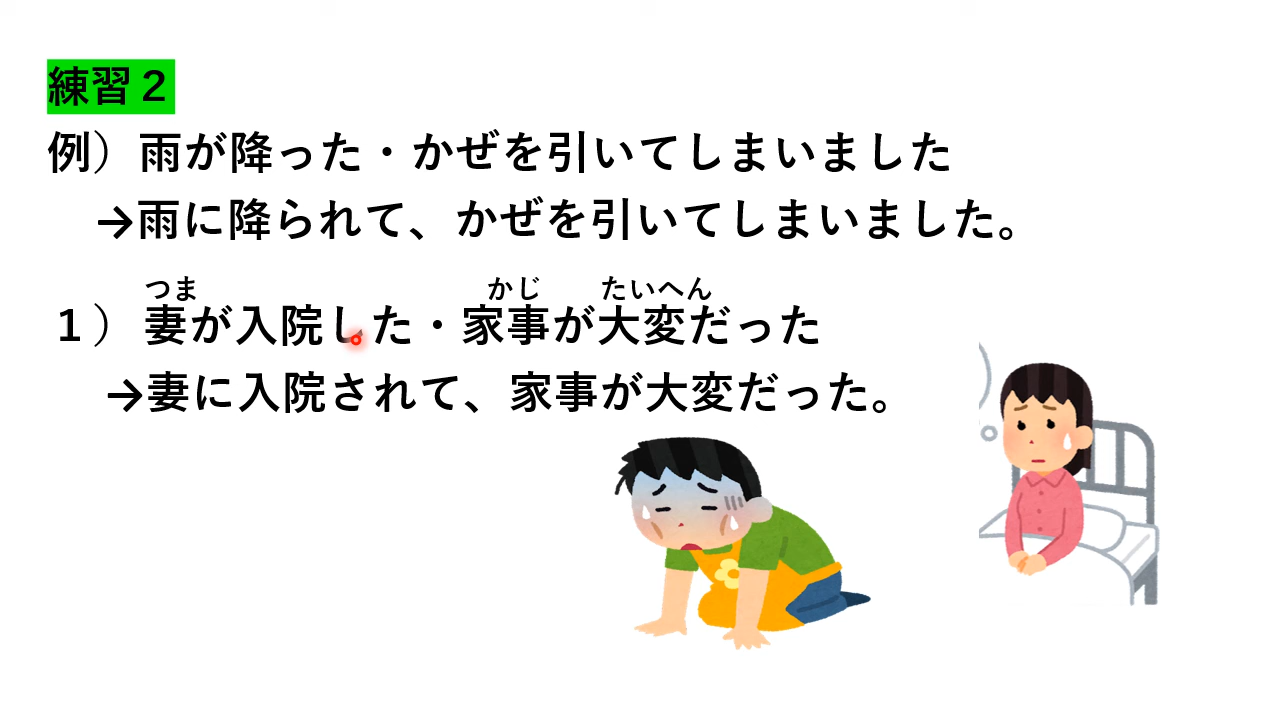 練習２
例）雨が降った・かぜを引いてしまいました
→雨に降られて、かぜを引いてしまいました。
つま かじ たいへん
１）妻が入院した・家事が大変だった
→妻に入院されて、家事が大変だった。